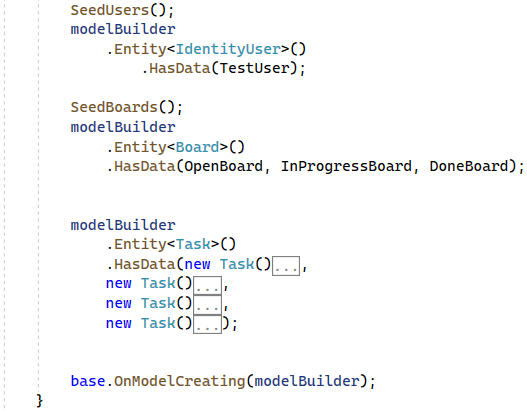 SeedUsers();
modelBuilder
.Entity<IdentityUser>()
.HasData(TestUser);
SeedBoards();
modelBuilder
.Entity<Board>()
.HasData(OpenBoard, InProgressBoard, DoneBoard);
modelBuilder
.Entity<Task>()
.HasData(new Task()...,
new Task()...,
new Task()...,
new Task()...);
base.OnModelCreating(modelBuilder);
}